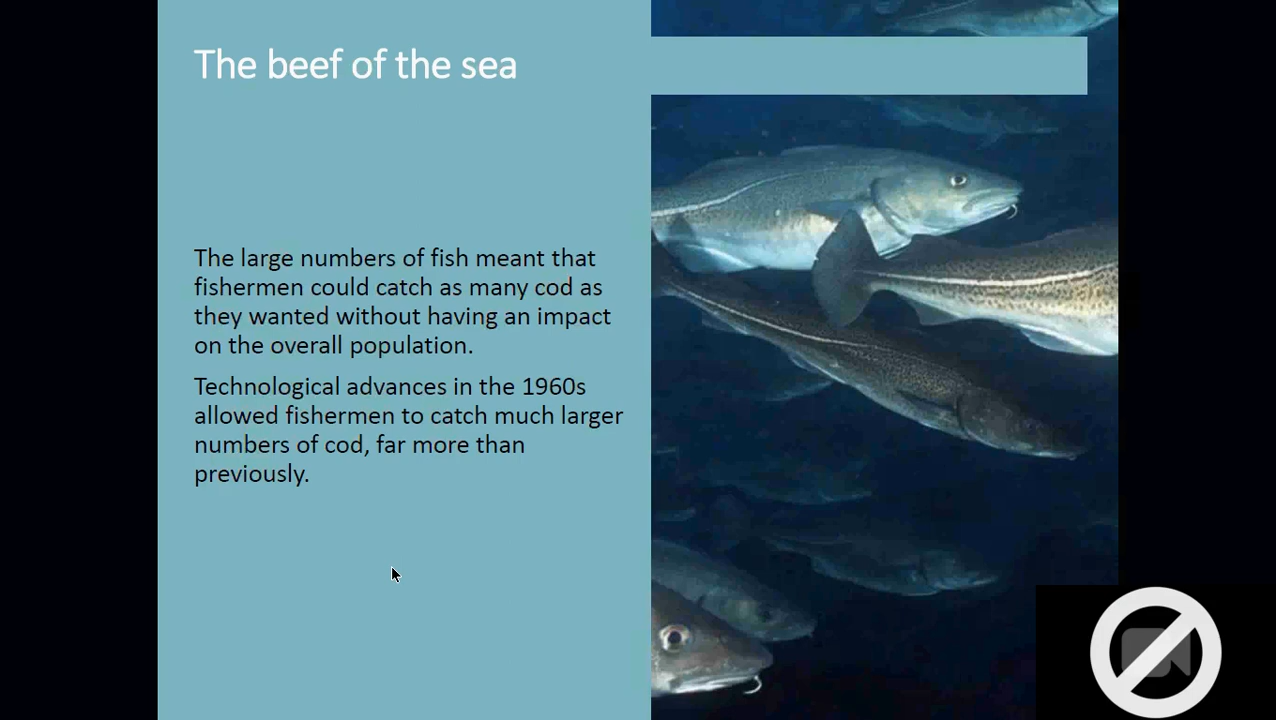 The beef of the sea
The large numbers of fish meant that
fishermen could catch as many cod as
they wanted without having an impact
on the overall population.
Technological advances in the 1960s
allowed fishermen to catch much larger
numbers of cod, far more than
previously.